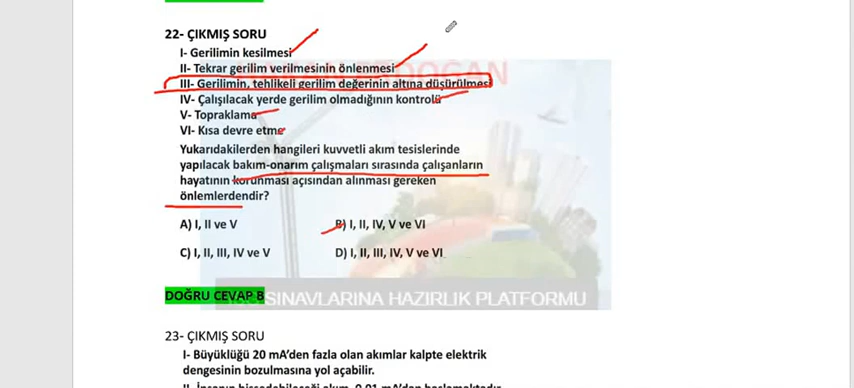 22- ÇIKMIŞ SORU
I- Gerilimin kesilmesi
II- Tekrar gerilim verilmesinin önlenmesi
III- Gerilimin, tehlikeli gerilim değerinin altına düşürülmesi
IV- Çalışılacak yerde gerilim olmadığının kontrolü
V- Topraklama
VI- Kısa devre etme
Yukarıdakilerden hangileri kuvvetli akım tesislerinde
yapılacak bakım-onarım çalışmaları sırasında çalışanların
hayatının korunması açısından alınması gereken
önlemlerdendir?
A) I, II ve V
B) I, II, IV, V ve VI
C) I, II, III, IV ve V
D) I, II, III, IV, V ve VI
DOĞRU CEVAP B
SINAVLARINA HAZIRLIK PLATFORMU
23- ÇIKMIŞ SORU
I- Büyüklüğü 20 mA'den fazla olan akımlar kalpte elektrik
dengesinin bozulmasına yol açabilir.